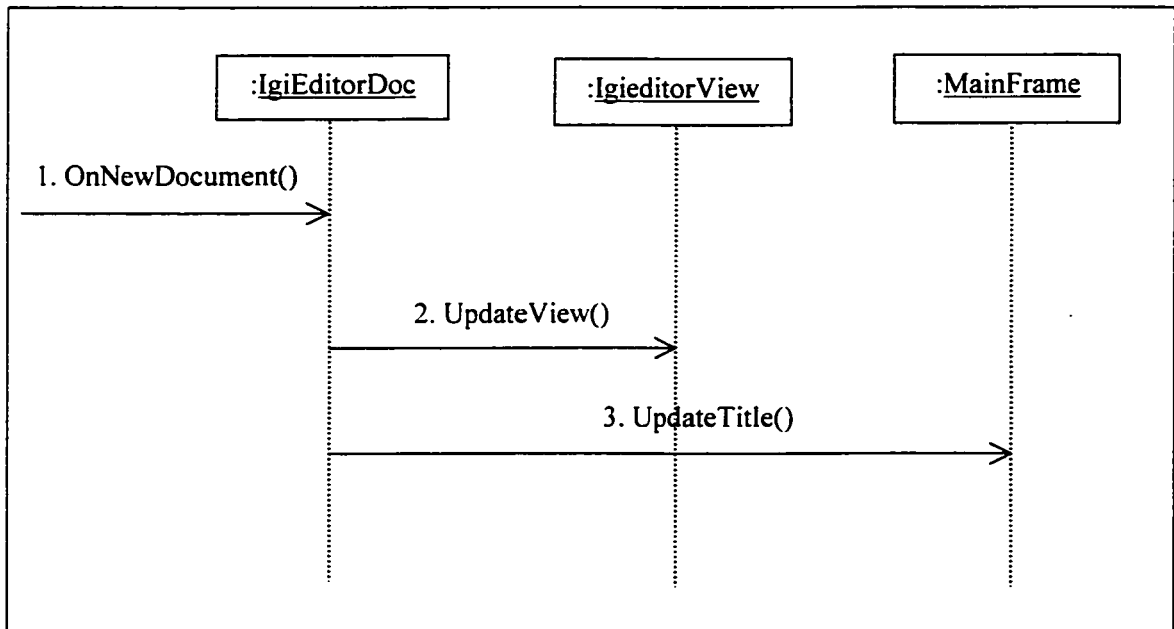 :IgiEditorDoc
:IgieditorView
:MainFrame
1. OnNewDocument()
2. UpdateView()
3. UpdateTitle()